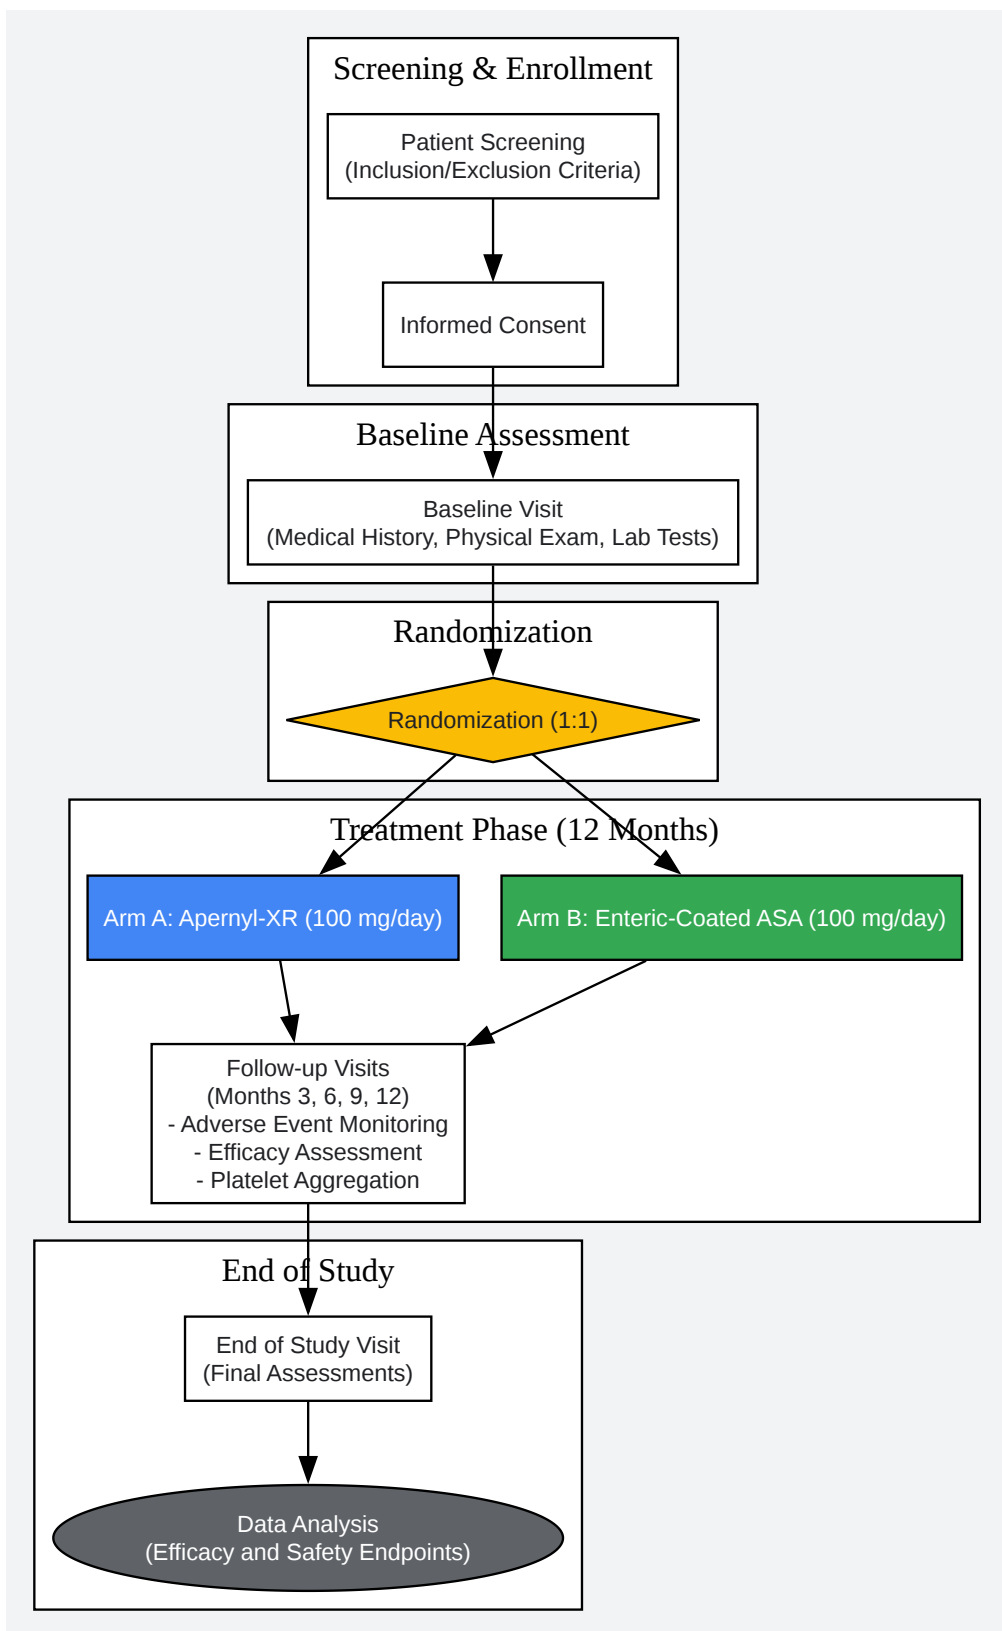 Screening & Enrollment
Patient Screening
(Inclusion/Exclusion Criteria)
Informed Consent
Baseline Assessment
Baseline Visit
(Medical History, Physical Exam, Lab Tests)
Randomization
Randomization (1:1)
Treatment Phase (12 Months)
Arm A: Apernyl-XR (100 mg/day)
Arm B: Enteric-Coated ASA (100 mg/day)
Follow-up Visits
(Months 3, 6, 9, 12)
- Adverse Event Monitoring
- Efficacy Assessment
- Platelet Aggregation
End of Study
End of Study Visit
(Final Assessments)
Data Analysis
(Efficacy and Safety Endpoints)